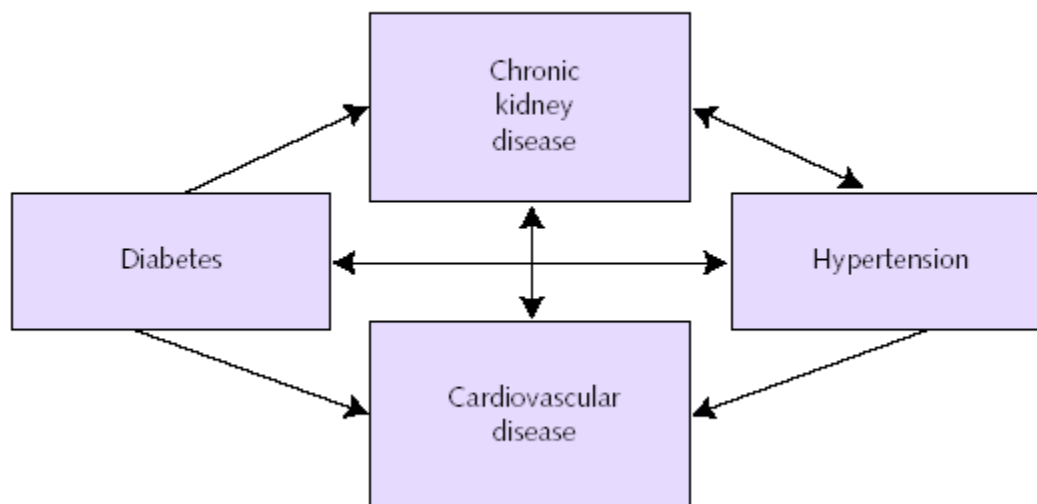 Chronic
kidney
disease
Diabetes
Hypertension
Cardiovascular
disease